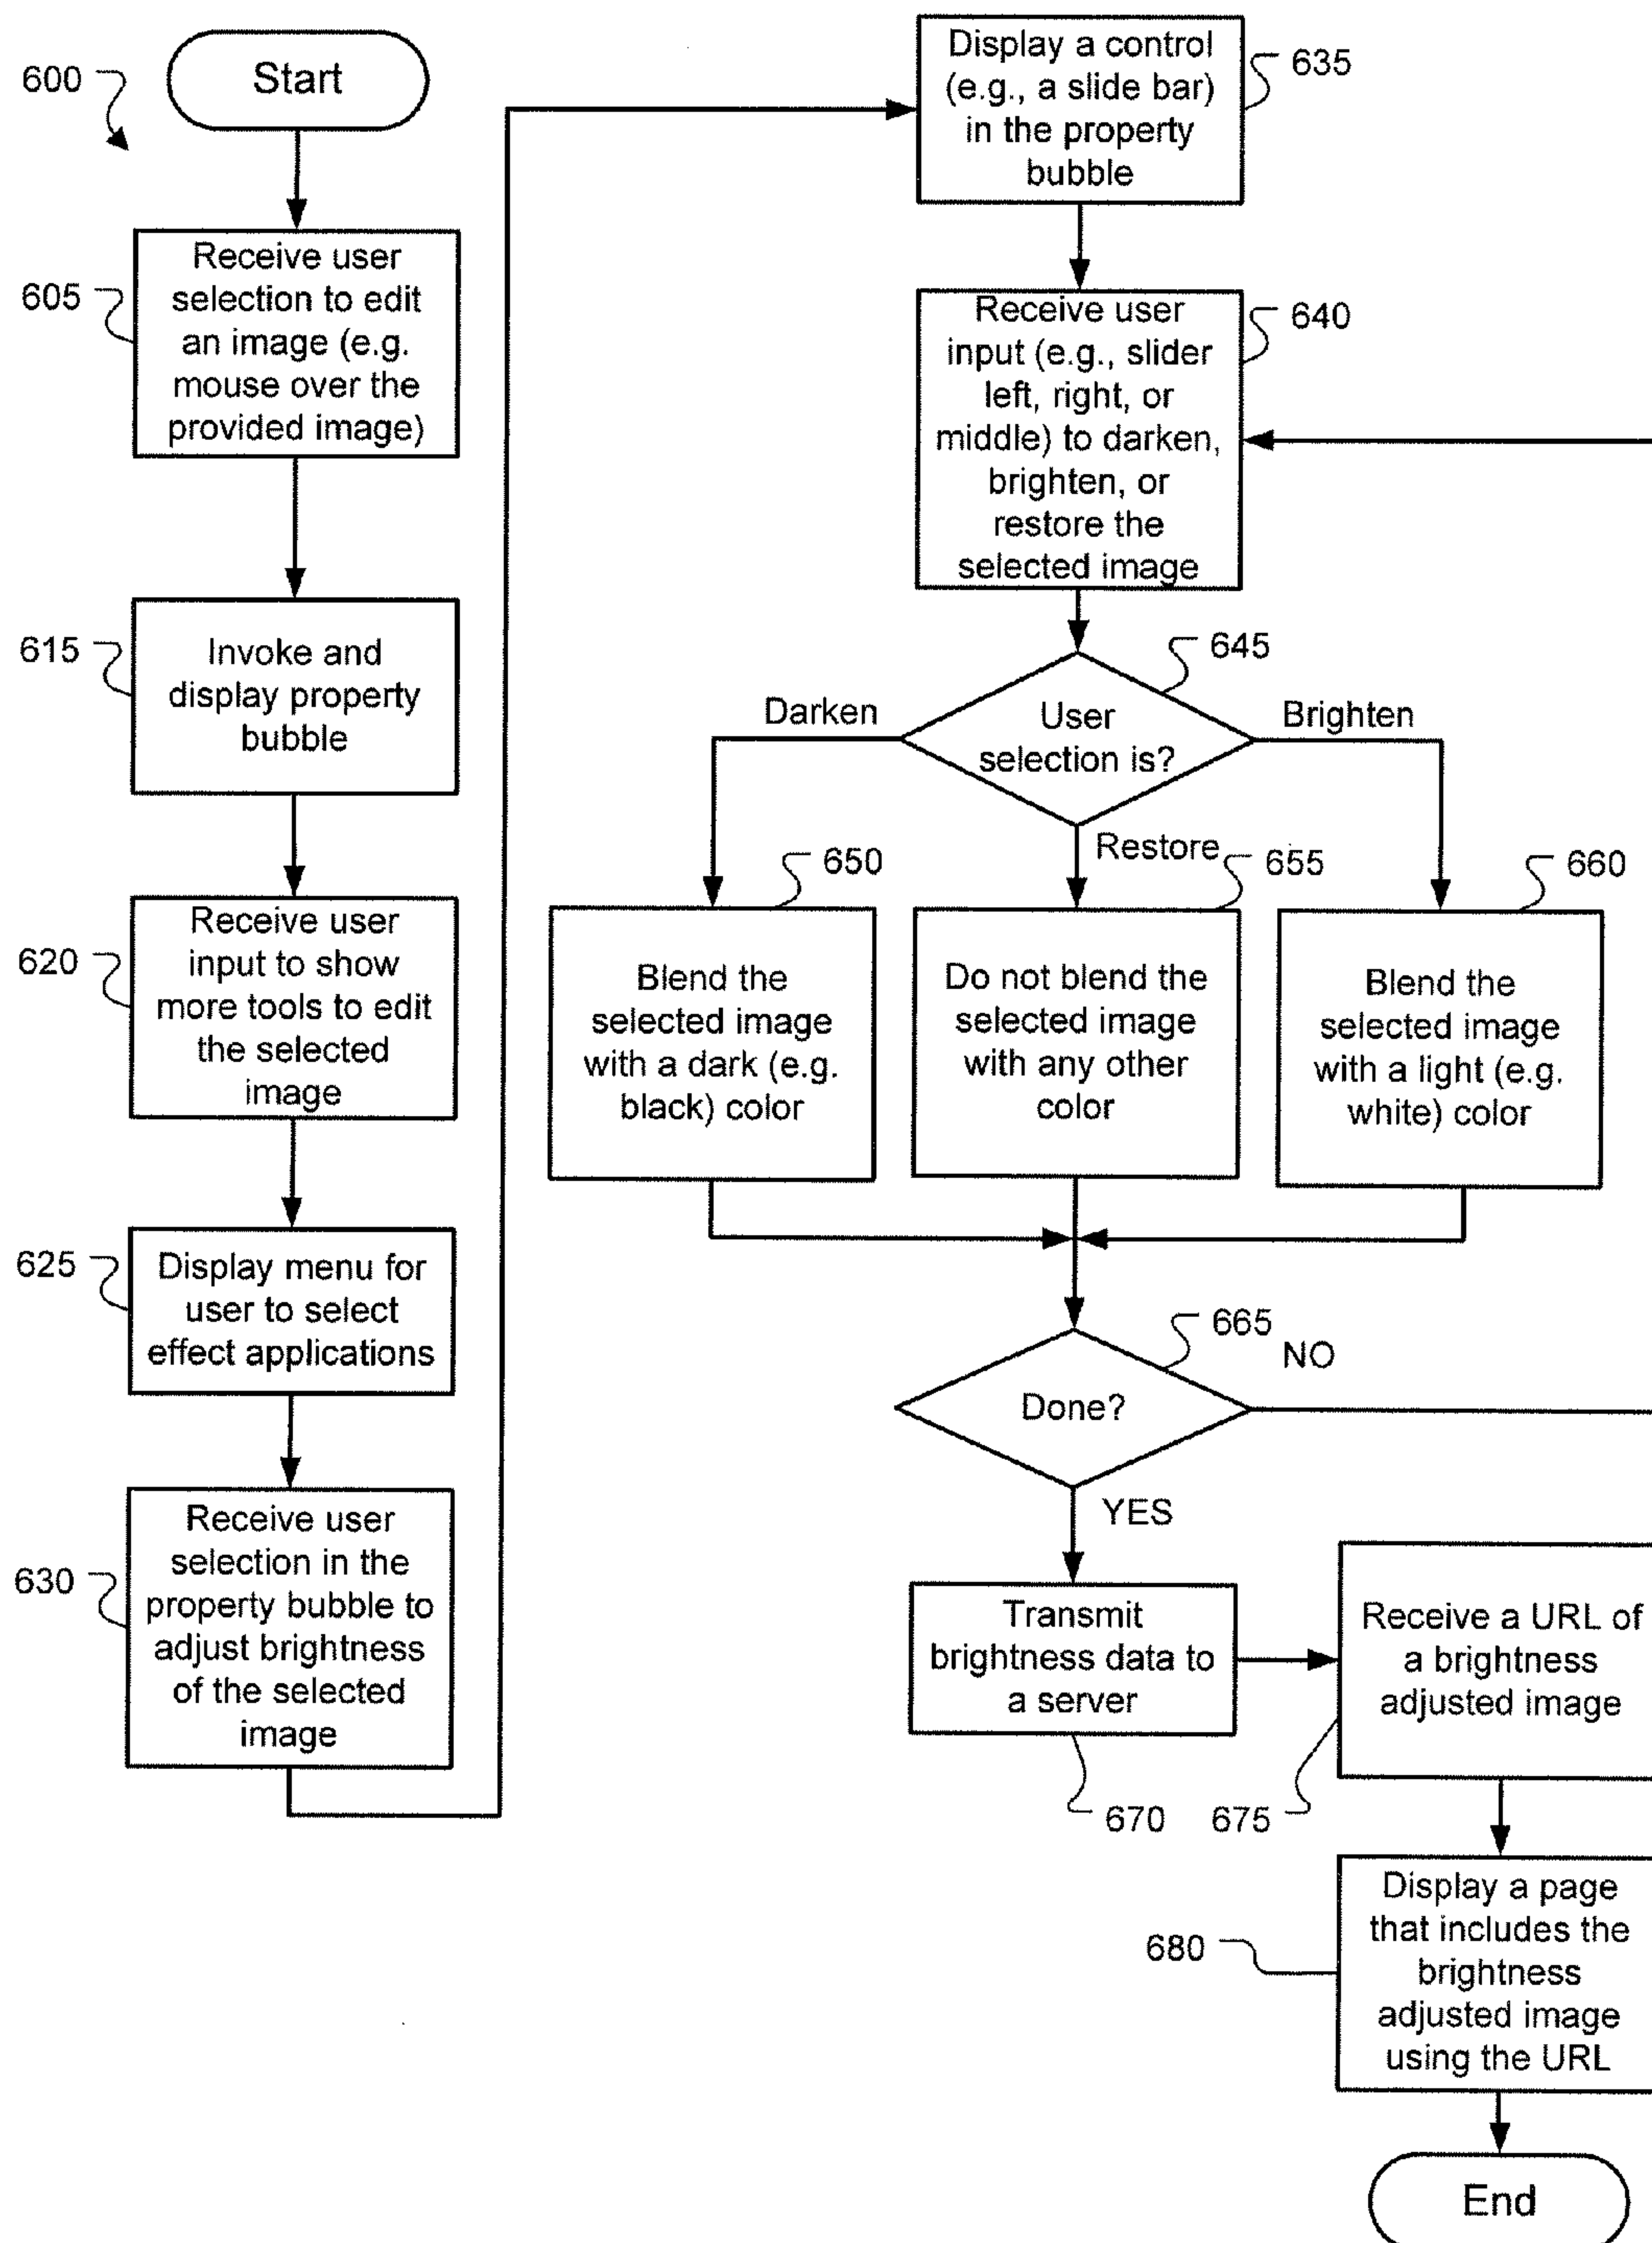 600
Start
605
Receive user
selection to edit
an image (e.g.
mouse over the
provided image)
615
Invoke and
display property
bubble
620
Receive user
input to show
more tools to edit
the selected
image
625
Display menu for
user to select
effect applications
630
Receive user
selection in the
property bubble to
adjust brightness
of the selected
image
Display a control
(e.g., a slide bar)
in the property
bubble
635
Receive user
input (e.g., slider
left, right, or
middle) to darken,
brighten, or
restore the
selected image
640
645
User
selection is?
Darken
Restore
Brighten
650
Blend the
selected image
with a dark (e.g.
black) color
655
Do not blend the
selected image
with any other
color
660
Blend the
selected image
with a light (e.g.
white) color
665
Done?
NO
YES
Transmit
brightness data to
a server
670
Receive a URL of
a brightness
adjusted image
675
Display a page
that includes the
brightness
adjusted image
using the URL
680
End